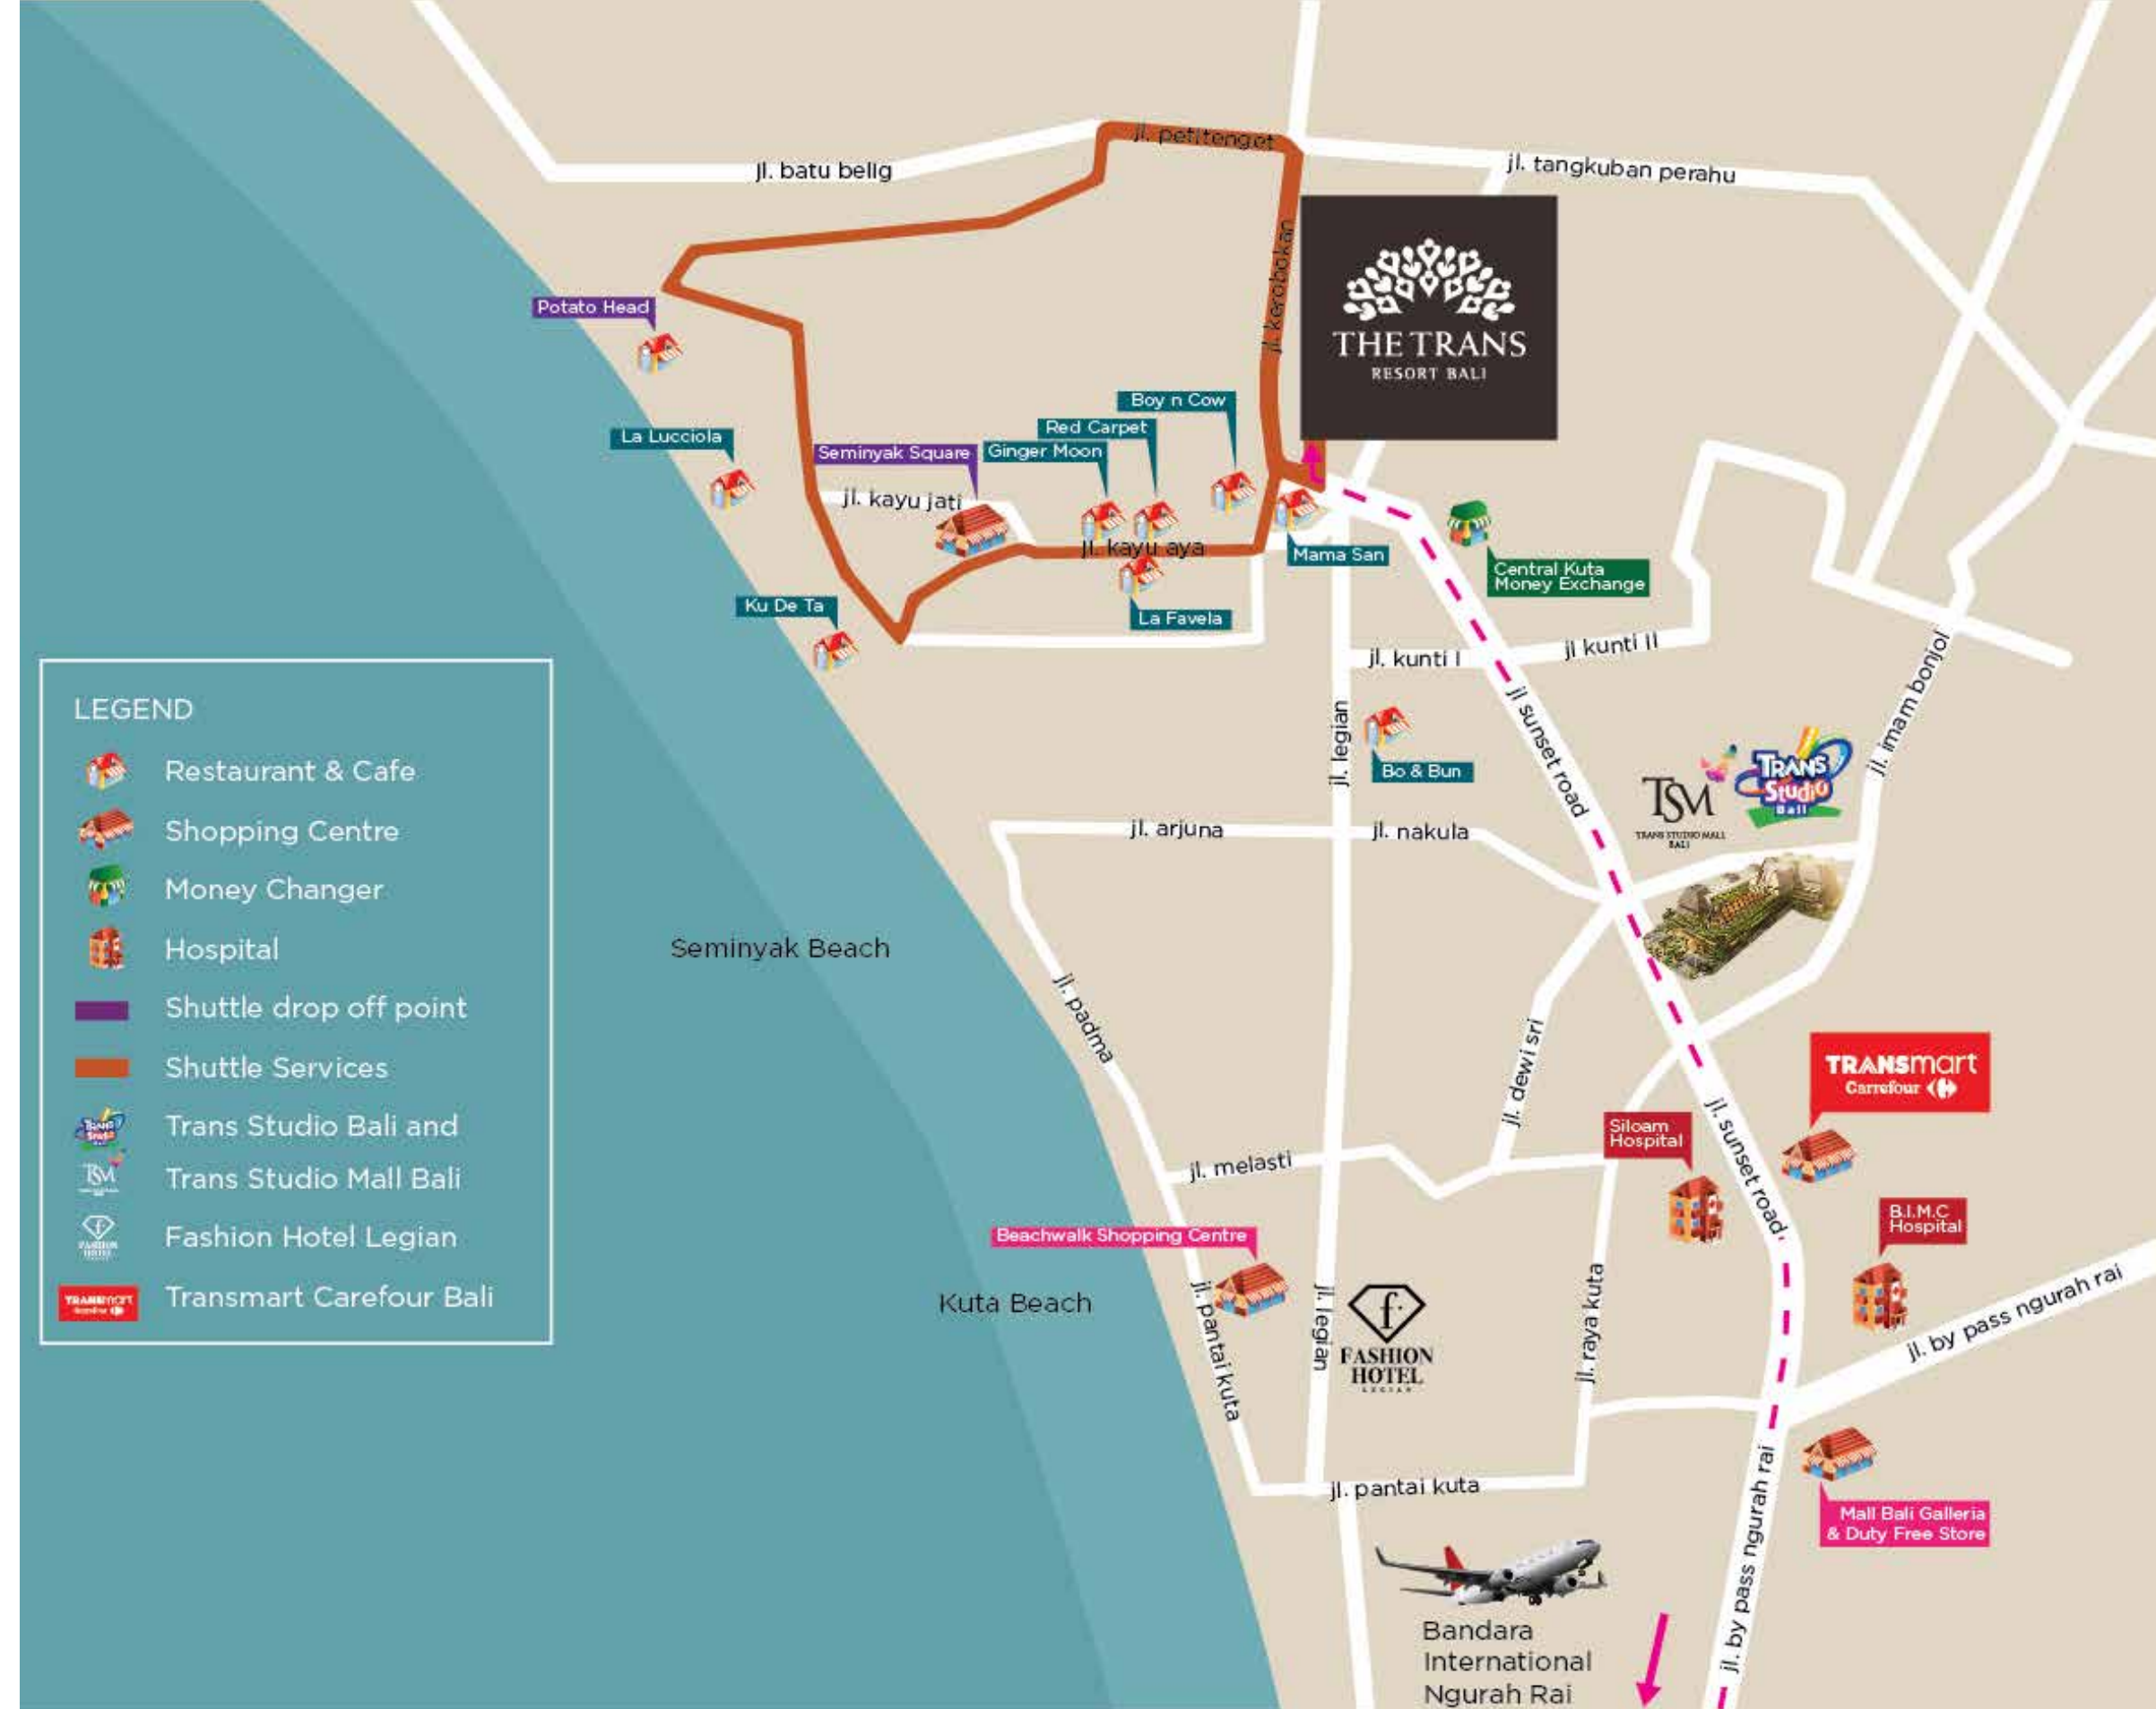 jl. petitenget
jl. batu belig
jl. tangkuban perahu
jl. kerobokan
THE TRANS
RESORT BALI
Potato Head
Boy n Cow
Red Carpet
La Lucciola
Seminyak Square
Ginger Moon
jl. kayu jati
jl. kayu aya
Mama San
Central Kuta
Money Exchange
Ku De Ta
La Favela
jl. kunti I
jl kunti II
jl. imam bonjol
jl. legian
jl sunset road
Bo & Bun
TSM
TRANS STUDIO MALL
BALI
TRANS
Studio
Bali
jl. arjuna
jl. nakula
Seminyak Beach
jl. padma
jl. dewi sri
TRANSmart
Carrefour
jl. sunset road
Siloam
Hospital
jl. melasti
B.I.M.C
Hospital
Beachwalk Shopping Centre
Kuta Beach
jl. pantai kuta
jl. legian
f
FASHION
HOTEL
LEGIAN
jl. raya kuta
jl. by pass ngurah rai
jl. pantai kuta
Mall Bali Galleria
& Duty Free Store
jl. by pass ngurah rai
Bandara
International
Ngurah Rai
LEGEND
Restaurant & Cafe
Shopping Centre
Money Changer
Hospital
Shuttle drop off point
Shuttle Services
Trans Studio Bali and
TSM
Trans Studio Mall Bali
f
FASHION
HOTEL
Fashion Hotel Legian
TRANSmart
Transmart Carefour Bali